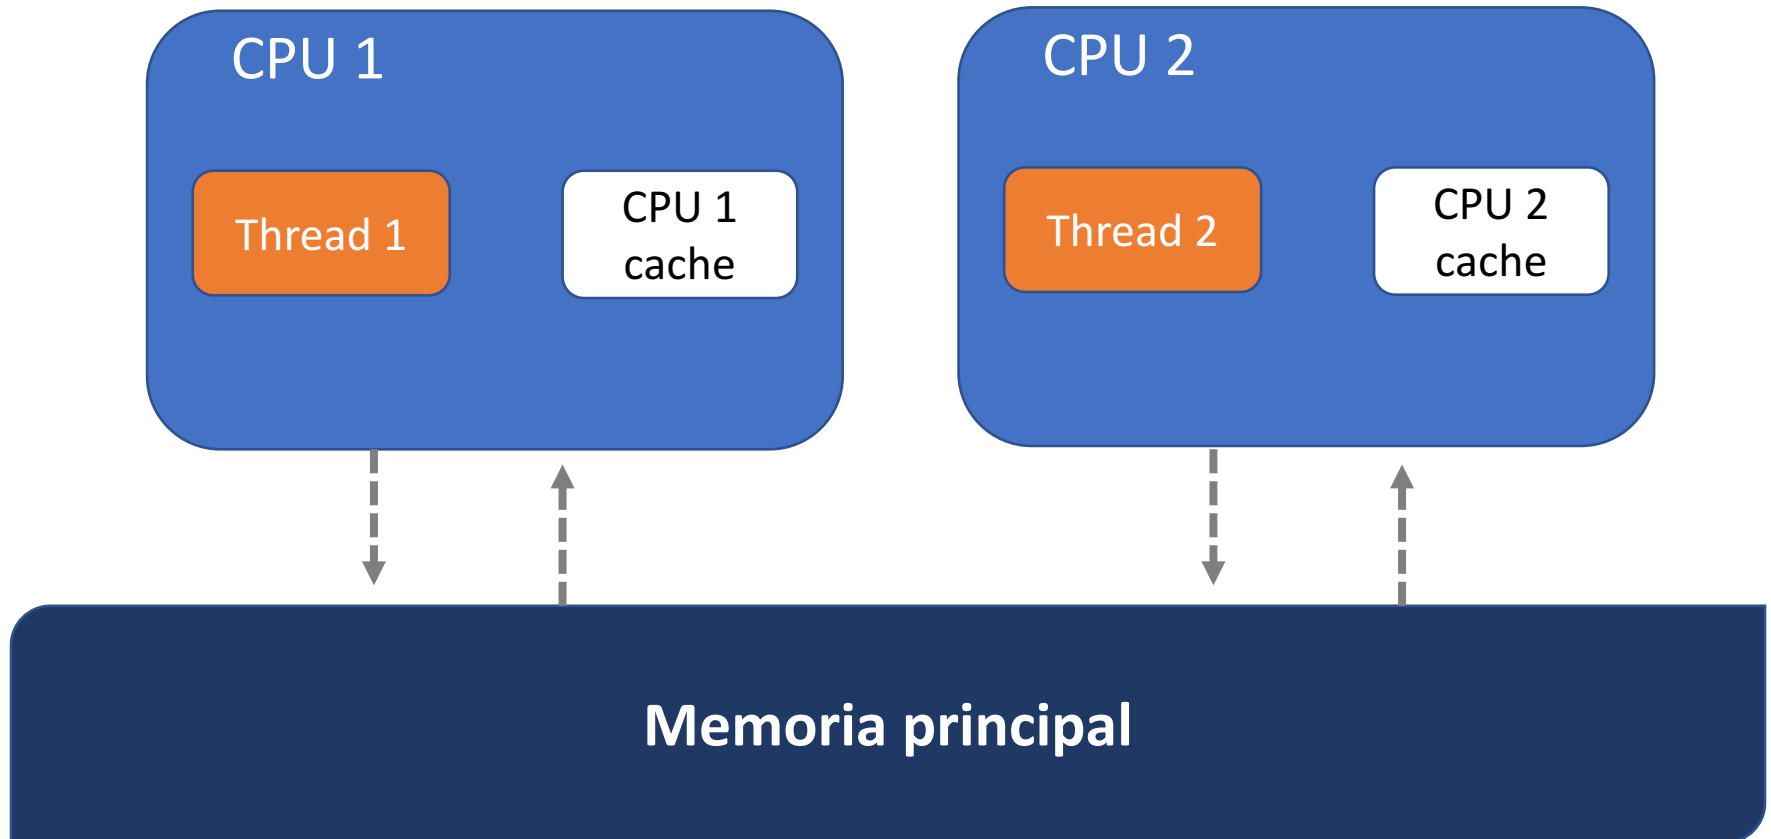 CPU 1
Thread 1
CPU 1
cache
CPU 2
Thread 2
CPU 2
cache
Memoria principal